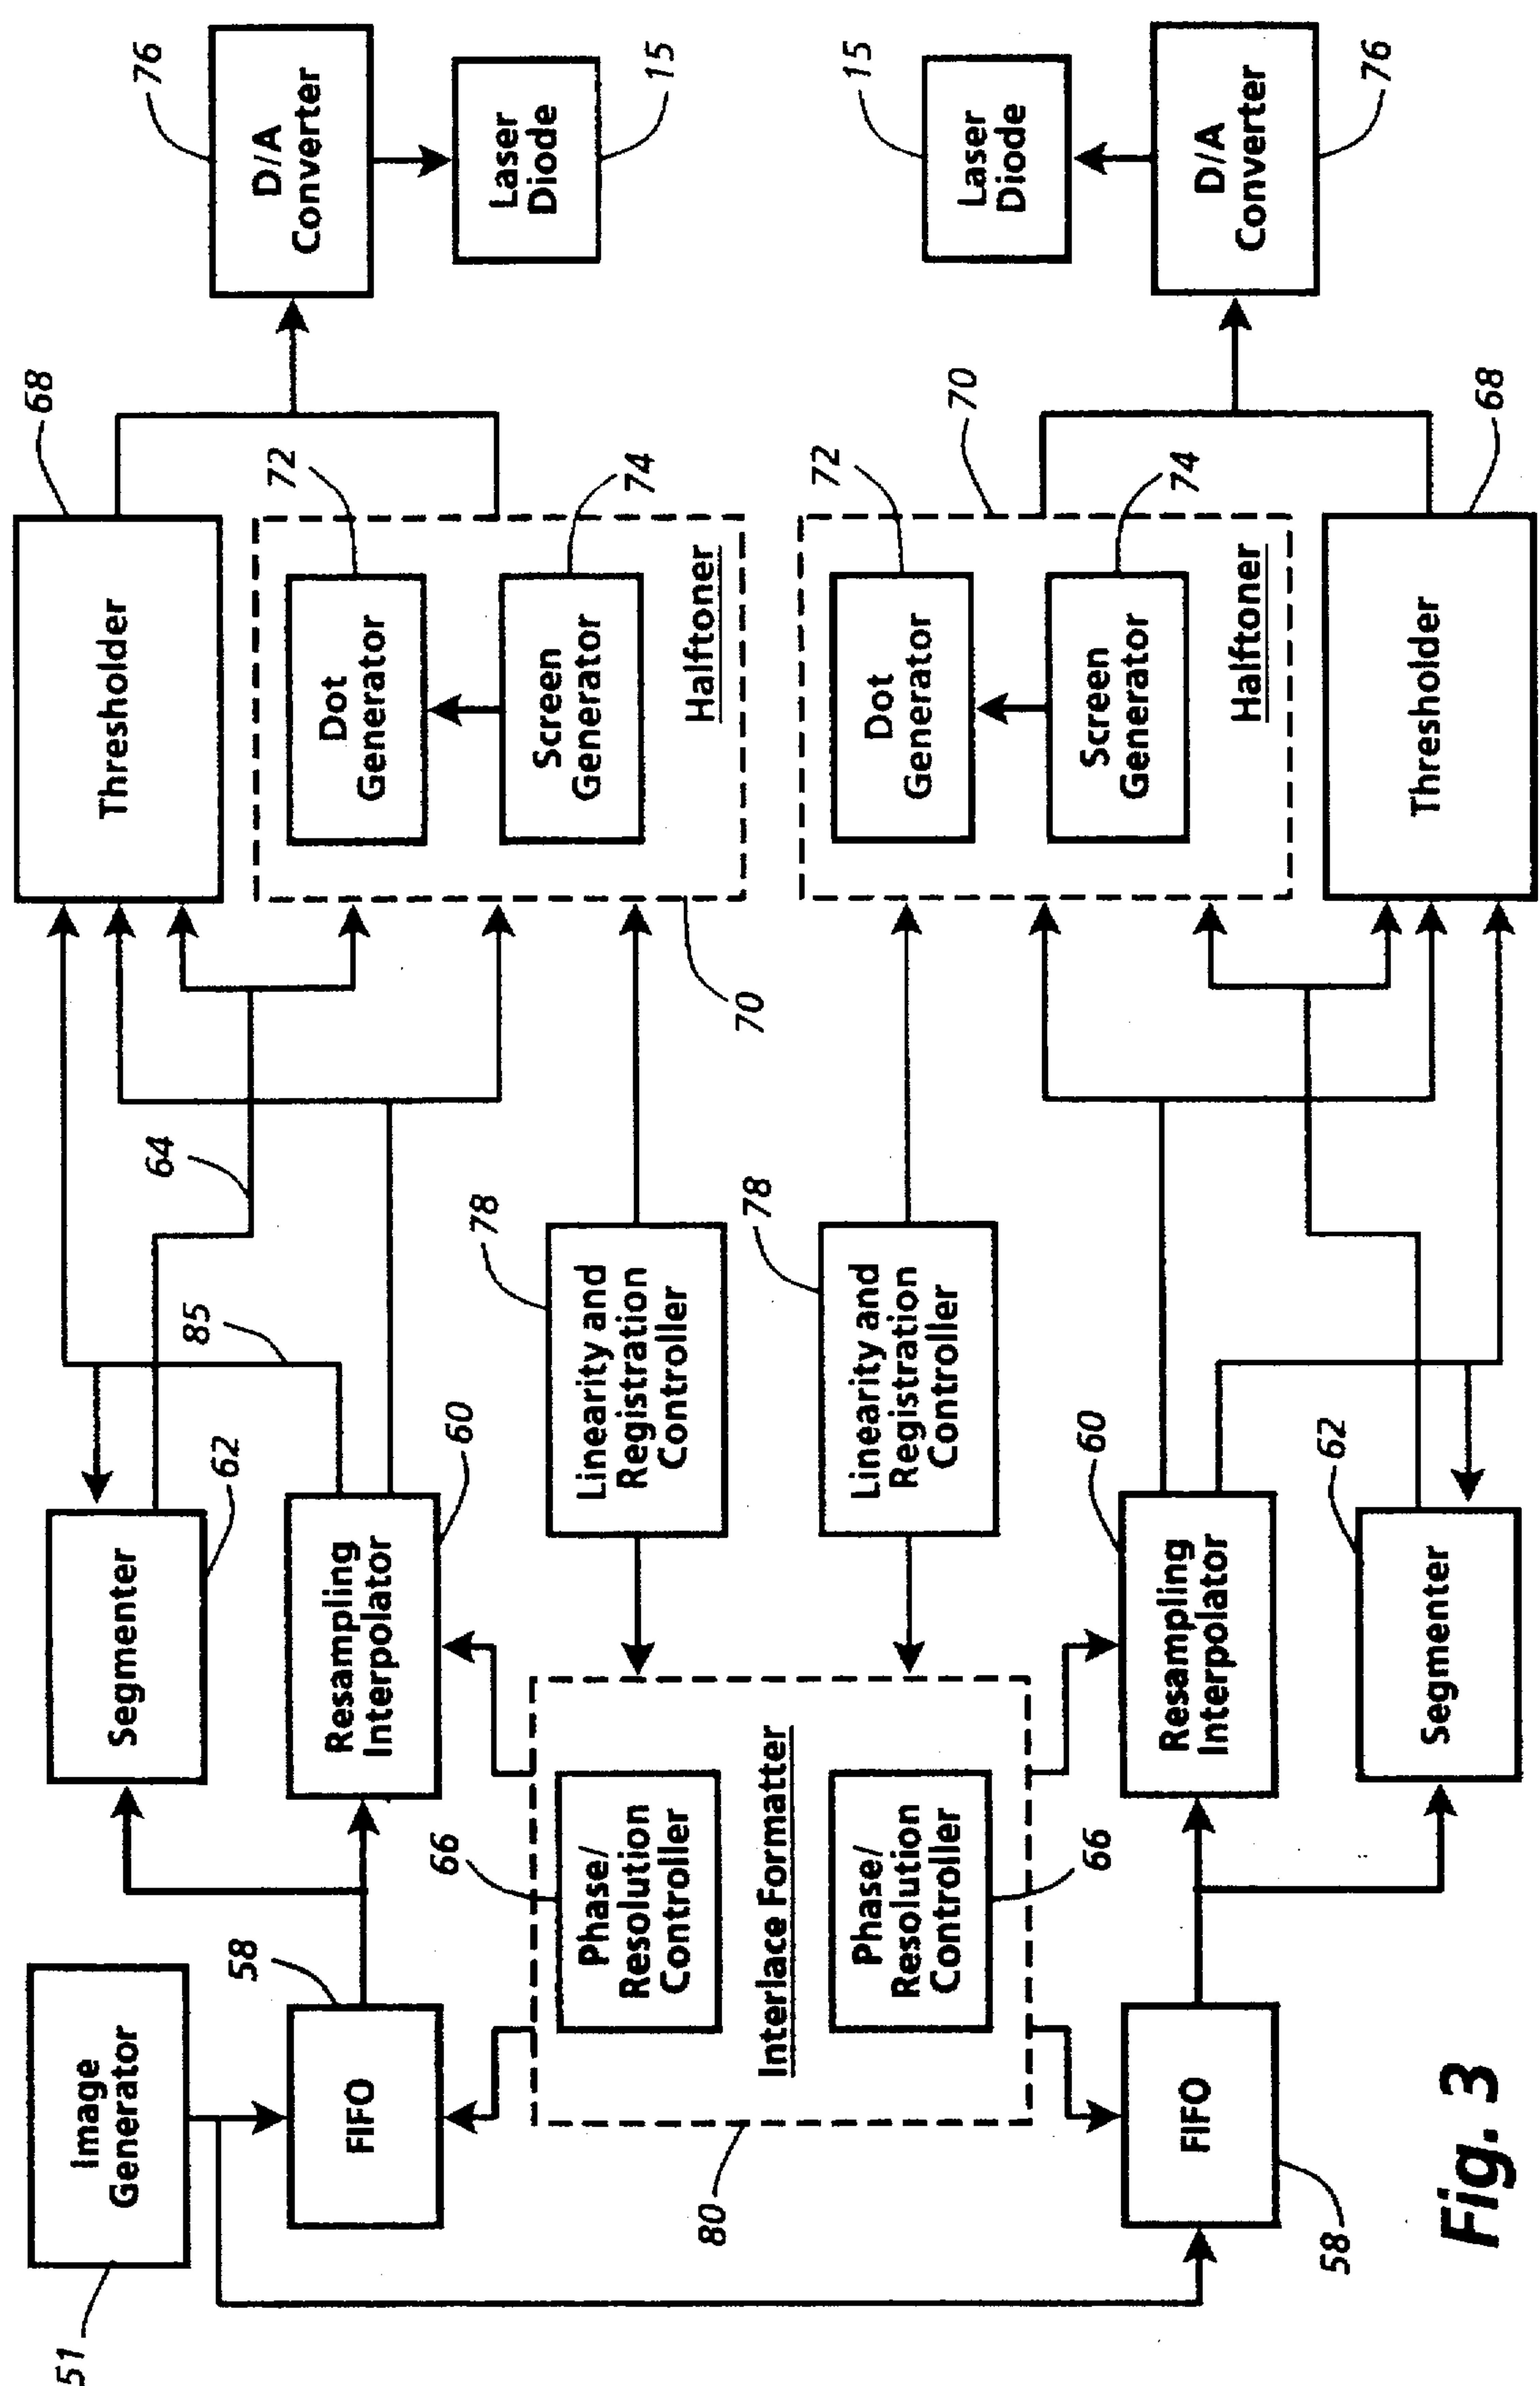 51
Image
Generator
58
FIFO
Segmenter
62
Resampling
Interpolator
60
85
64
Thresholder
68
72
Dot
Generator
74
Screen
Generator
Halftoner
70
76
D/A
Converter
Laser
Diode
15
80
66
Phase/
Resolution
Controller
Interlace Formatter
Phase/
Resolution
Controller
66
78
Linearity and
Registration
Controller
78
Linearity and
Registration
Controller
58
FIFO
60
Resampling
Interpolator
62
Segmenter
70
72
Dot
Generator
74
Screen
Generator
Halftoner
Thresholder
68
15
Laser
Diode
D/A
Converter
76
Fig. 3